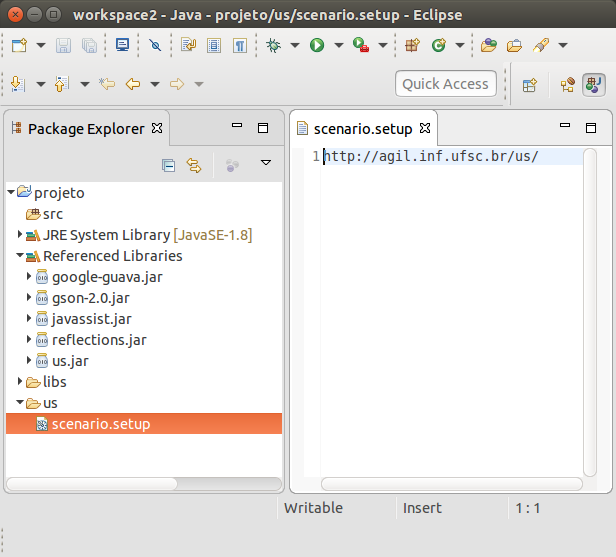 workspace2 - Java - projeto/us/scenario.setup - Eclipse
Quick Access
Package Explorer
scenario.setup
projeto
src
JRE System Library [JavaSE-1.8]
Referenced Libraries
google-guava.jar
gson-2.0.jar
javassist.jar
reflections.jar
us.jar
libs
us
scenario.setup
1 http://agil.inf.ufsc.br/us/
Writable Insert 1 : 1